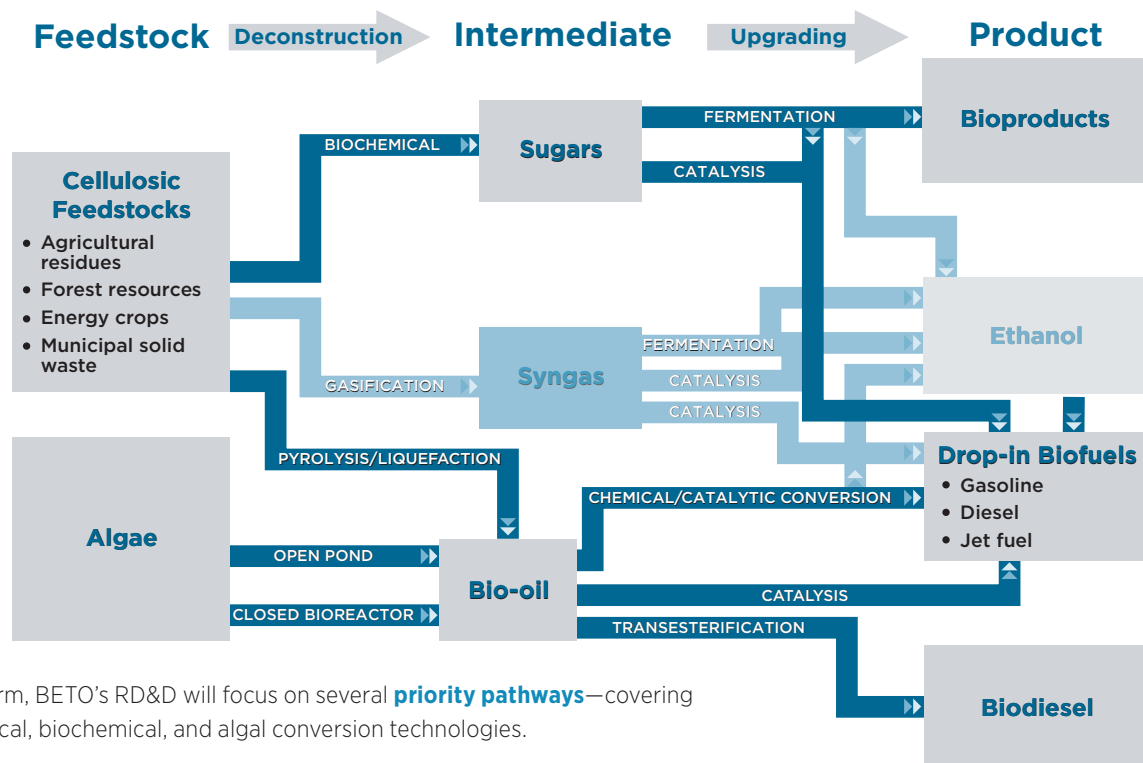 Feedstock Deconstruction Intermediate Upgrading Product
Cellulosic
Feedstocks
• Agricultural
residues
• Forest resources
• Energy crops
• Municipal solid
waste
Algae
BIOCHEMICAL
GASIFICATION
PYROLYSIS/LIQUEFACTION
OPEN POND
CLOSED BIOREACTOR
Sugars
Syngas
Bio-oil
FERMENTATION
CATALYSIS
FERMENTATION
CATALYSIS
CATALYSIS
CHEMICAL/CATALYTIC CONVERSION
CATALYSIS
TRANSESTERIFICATION
Bioproducts
Ethanol
Drop-in Biofuels
• Gasoline
• Diesel
• Jet fuel
Biodiesel
rm, BETO’s RD&D will focus on several priority pathways—covering
cal, biochemical, and algal conversion technologies.